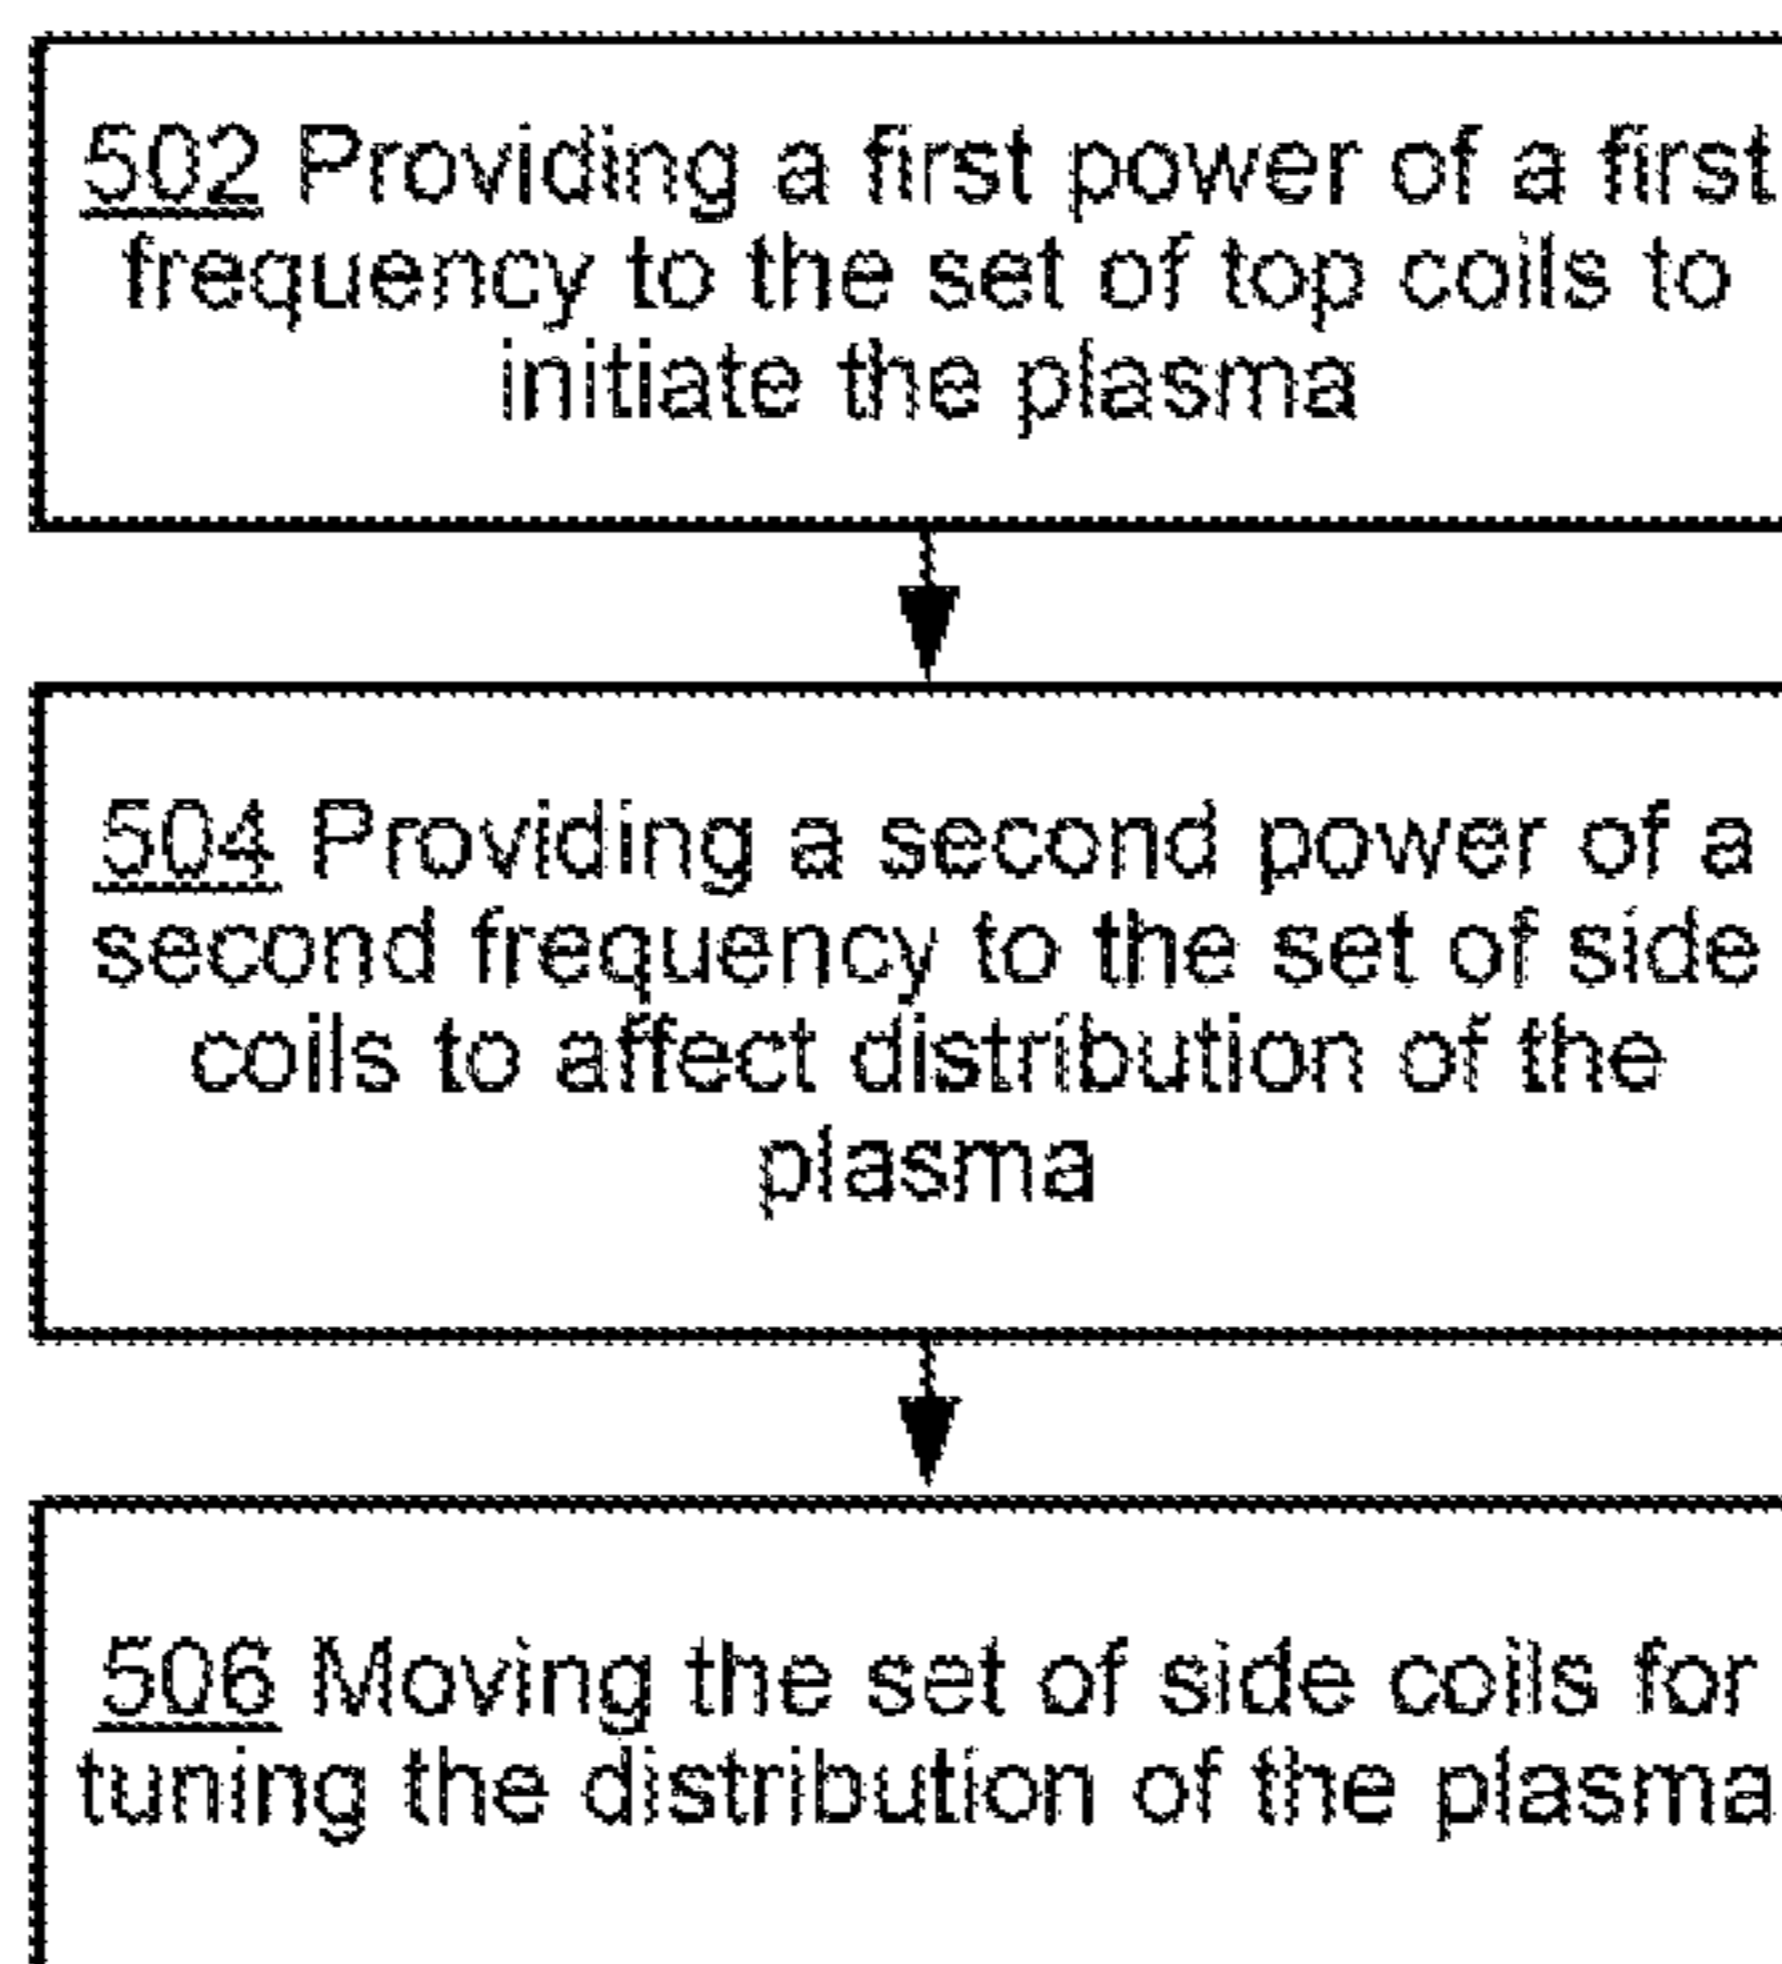 502 Providing a first power of a first
frequency to the set of top coils to
initiate the plasma
504 Providing a second power of a
second frequency to the set of side
coils to affect distribution of the
plasma
506 Moving the set of side coils for
tuning the distribution of the plasma